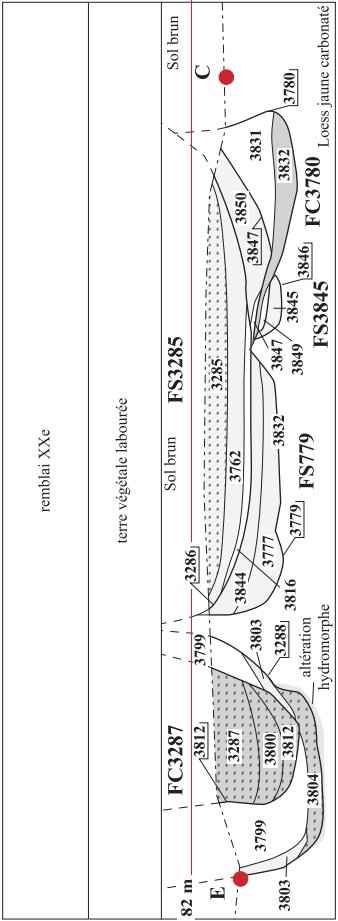 remblai XXe
terre végétale labourée
Sol brun
Sol brun
82 m
E
C
FC3287
FS3285
3799
3812
3286
3285
3287
3762
3850
3831
3780
3847
3803
3288
3800
3844
3816
3777
3832
3847
3849
3845
3846
3832
3812
3799
3804
3803
3779
altération
hydromorphe
FS779
FS3845
FC3780
Loess jaune carbonaté